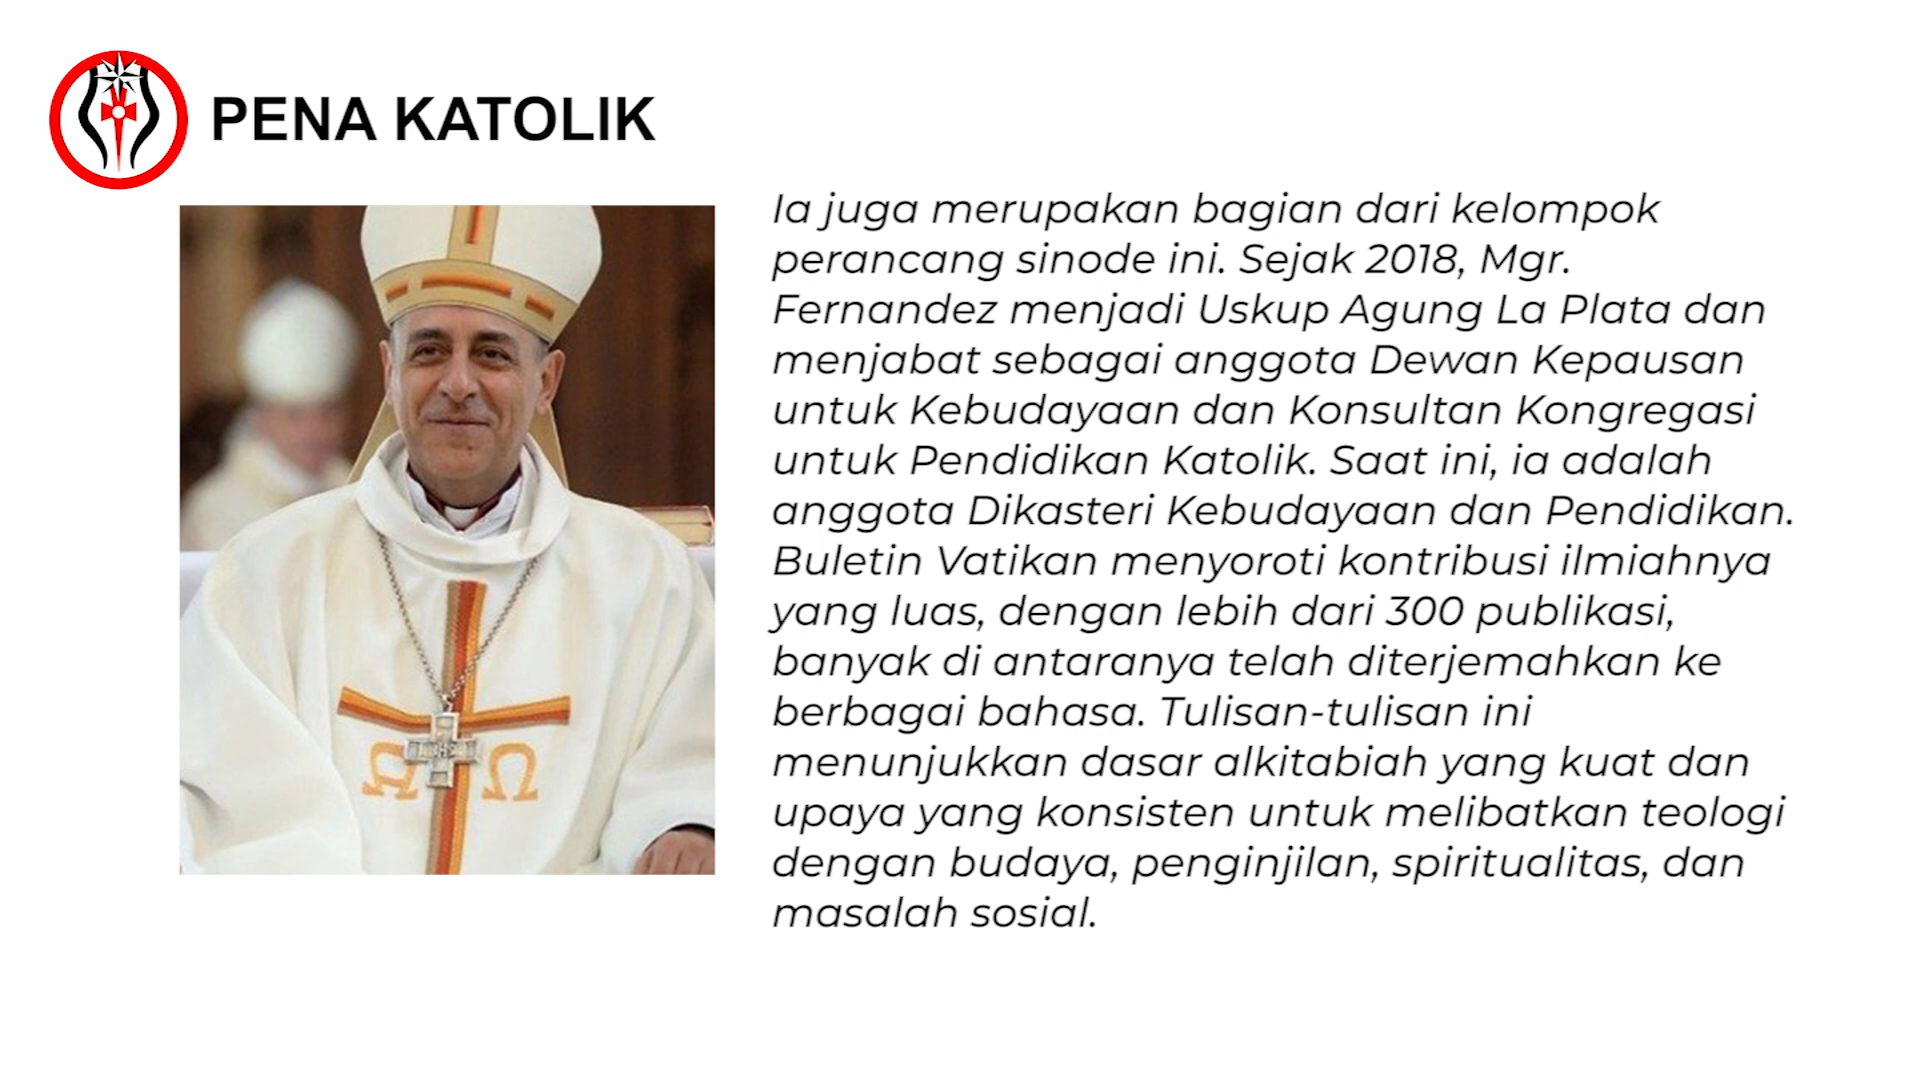 PENA KATOLIK
Ia juga merupakan bagian dari kelompok
perancang sinode ini. Sejak 2018, Mgr.
Fernandez menjadi Uskup Agung La Plata dan
menjabat sebagai anggota Dewan Kepausan
untuk Kebudayaan dan Konsultan Kongregasi
untuk Pendidikan Katolik. Saat ini, ia adalah
anggota Dikasteri Kebudayaan dan Pendidikan.
Buletin Vatikan menyoroti kontribusi ilmiahnya
yang luas, dengan lebih dari 300 publikasi,
banyak di antaranya telah diterjemahkan ke
berbagai bahasa. Tulisan-tulisan ini
menunjukkan dasar alkitabiah yang kuat dan
upaya yang konsisten untuk melibatkan teologi
dengan budaya, penginjilan, spiritualitas, dan
masalah sosial.